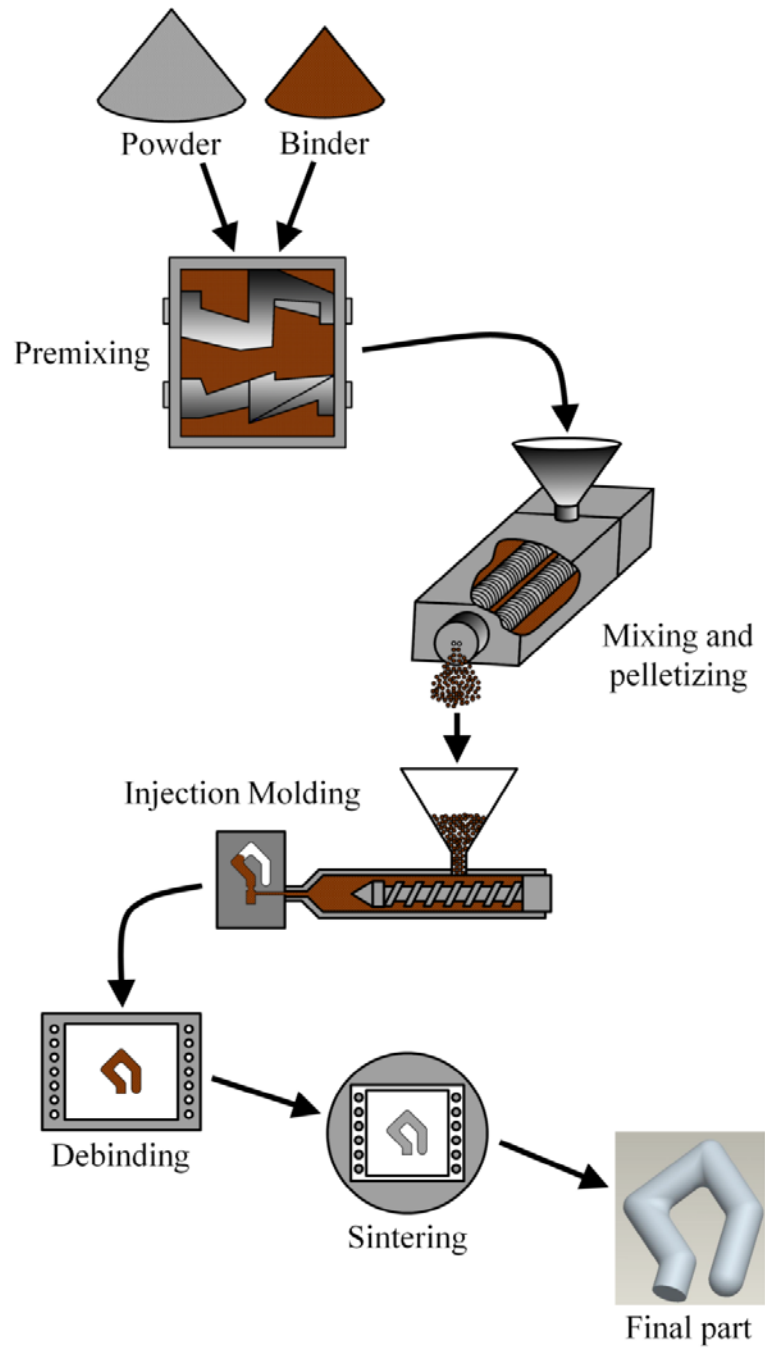 Powder
Binder
Premixing
Mixing and
pelletizing
Injection Molding
Debinding
Sintering
Final part